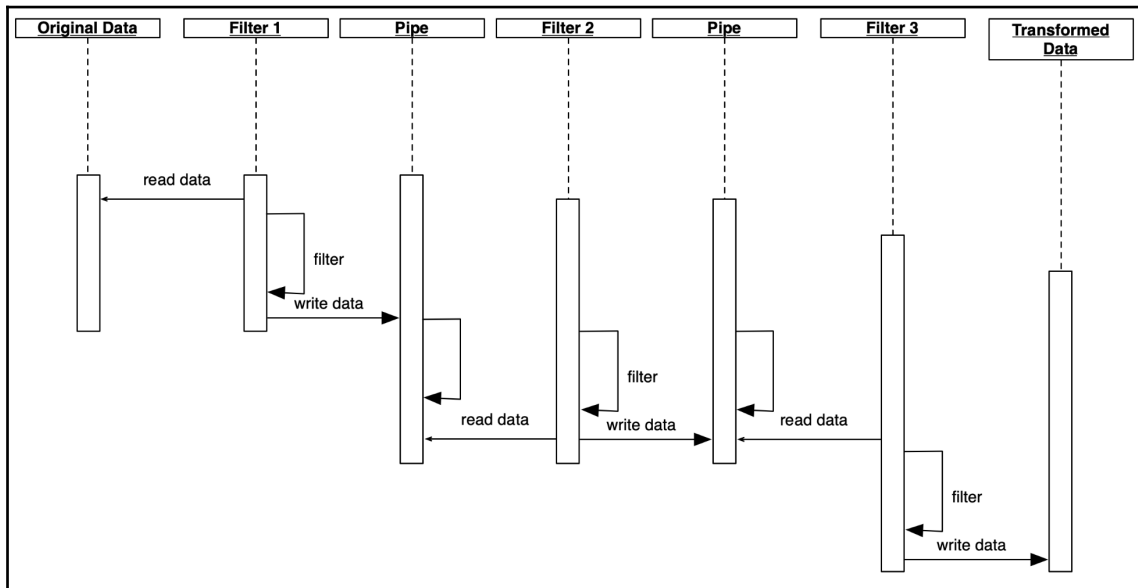 Original Data
Filter 1
Pipe
Filter 2
Pipe
Filter 3
Transformed
Data
read data
filter
write data
filter
read data
write data
read data
filter
write data